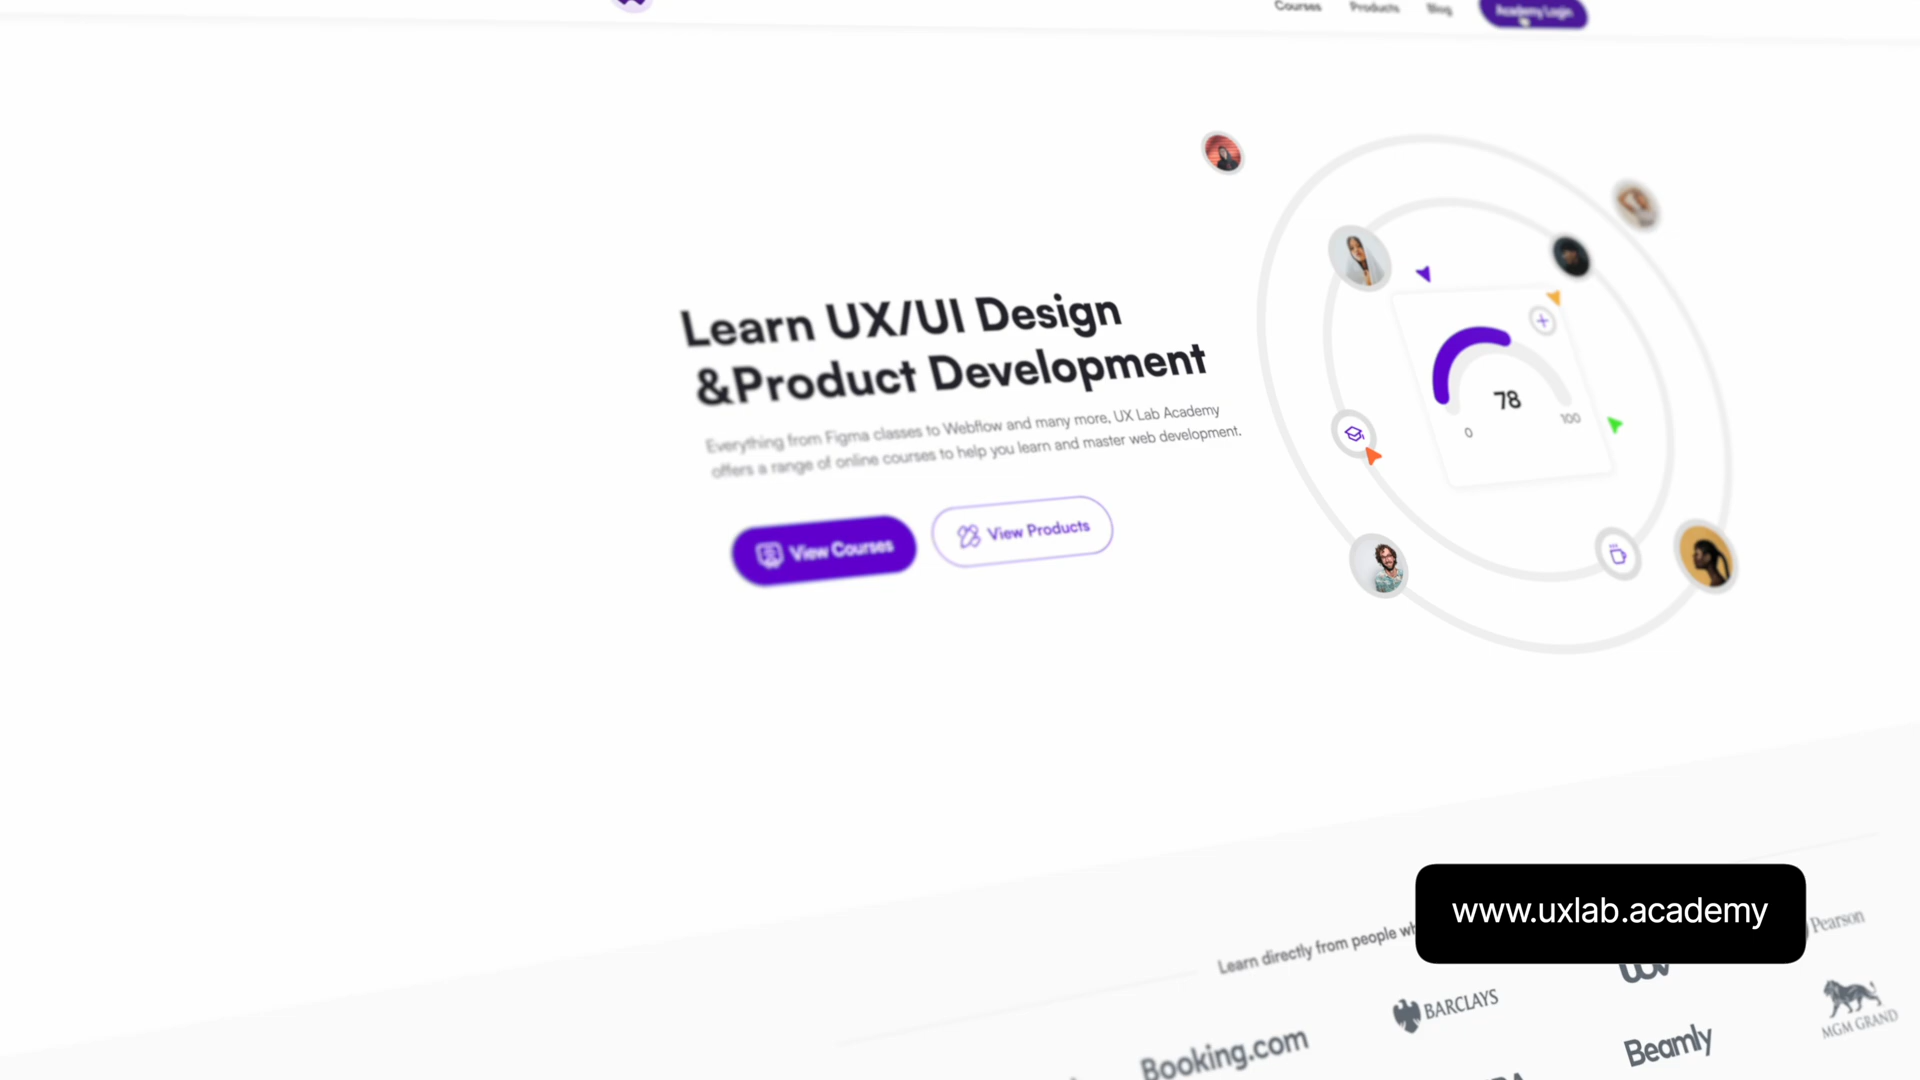 Courses
Products
Blog
Academy Login
Learn UX/UI Design
&Product Development
Everything from Figma classes to Webflow and many more, UX Lab Academy
offers a range of online courses to help you learn and master web development.
View Courses
View Products
78
0
100
www.uxlab.academy
Learn directly from people
Pearson
BARCLAYS
MGM GRAND
Booking.com
Beamly